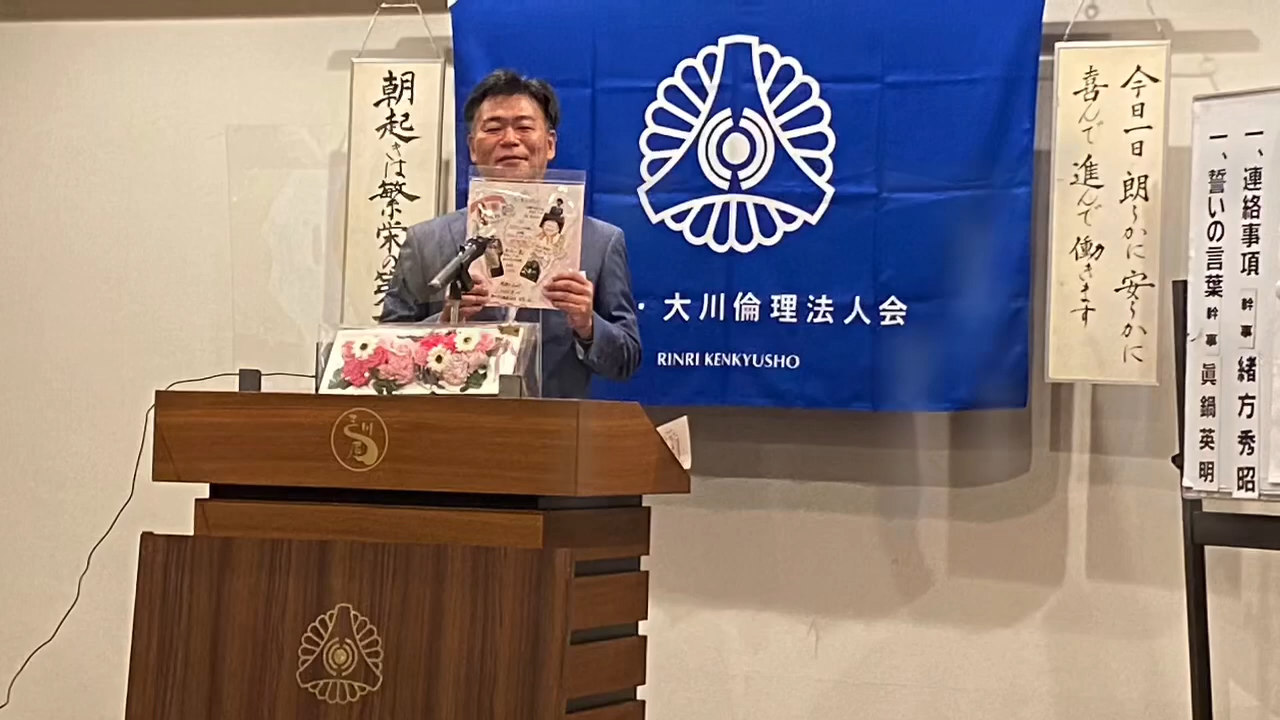 朝起きは繁栄の第
・大川倫理法人会
RINRI KENKYUSHO
今日一日 朗らかに 安らかに
喜んで 進んで 働きます
一、連絡事項 幹事 緒方秀昭
一、誓いの言葉 幹事 眞鍋英明